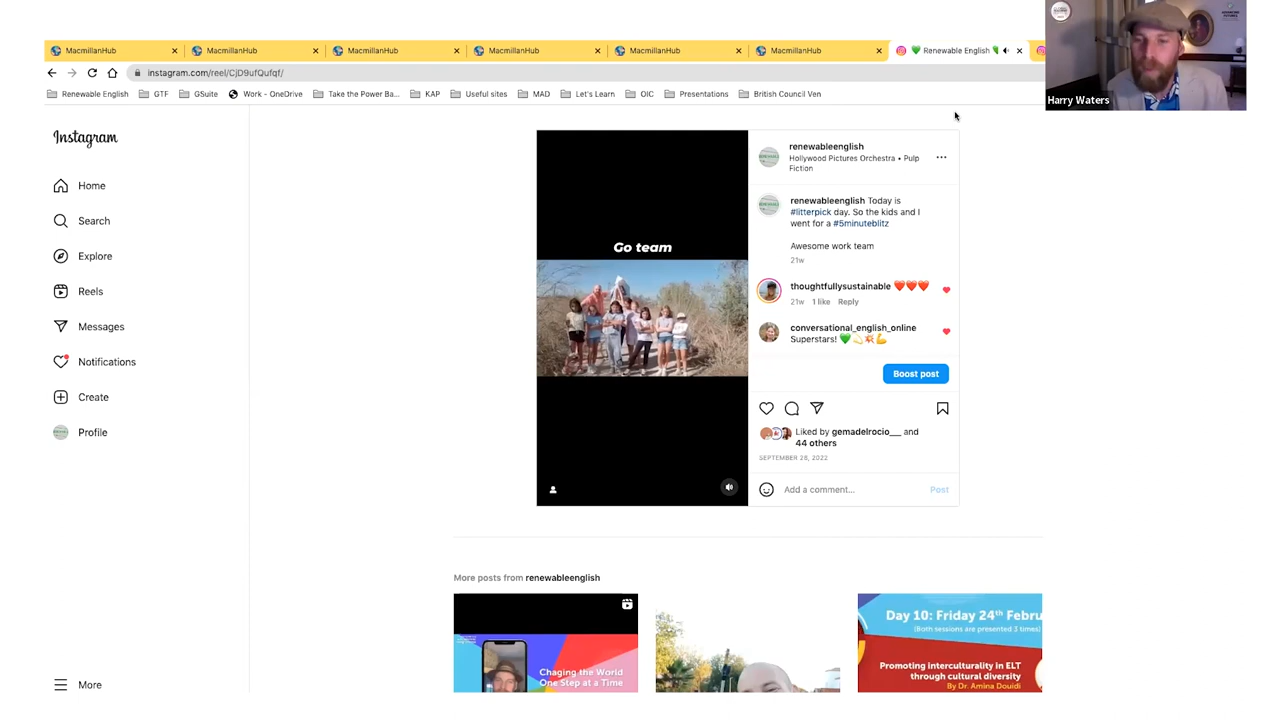 MacmillanHub
MacmillanHub
MacmillanHub
MacmillanHub
MacmillanHub
MacmillanHub
Renewable English
instagram.com/reel/CjD9ufQufqf/
Renewable English
GTF
GSuite
Work - OneDrive
Take the Power Ba...
KAP
Useful sites
MAD
Let's Learn
OIC
Presentations
British Council Ven
Harry Waters
Instagram
Home
Search
Explore
Reels
Messages
Notifications
Create
Profile
More
Go team
renewableenglish
Hollywood Pictures Orchestra • Pulp
Fiction
renewableenglish Today is
#litterpick day. So the kids and I
went for a #5minuteblitz
Awesome work team
21w
thoughtfullysustainable ❤️❤️❤️
21w 1 like Reply
conversational_english_online
Superstars! 💚💫💥💪
Boost post
Liked by gemadelrocio__ and
44 others
SEPTEMBER 28, 2022
Add a comment...
Post
More posts from renewableenglish
Chaging the World
One Step at a Time
Day 10: Friday 24th Febru
(Both sessions are presented 3 times)
Promoting interculturality in ELT
through cultural diversity
By Dr. Amina Douidi